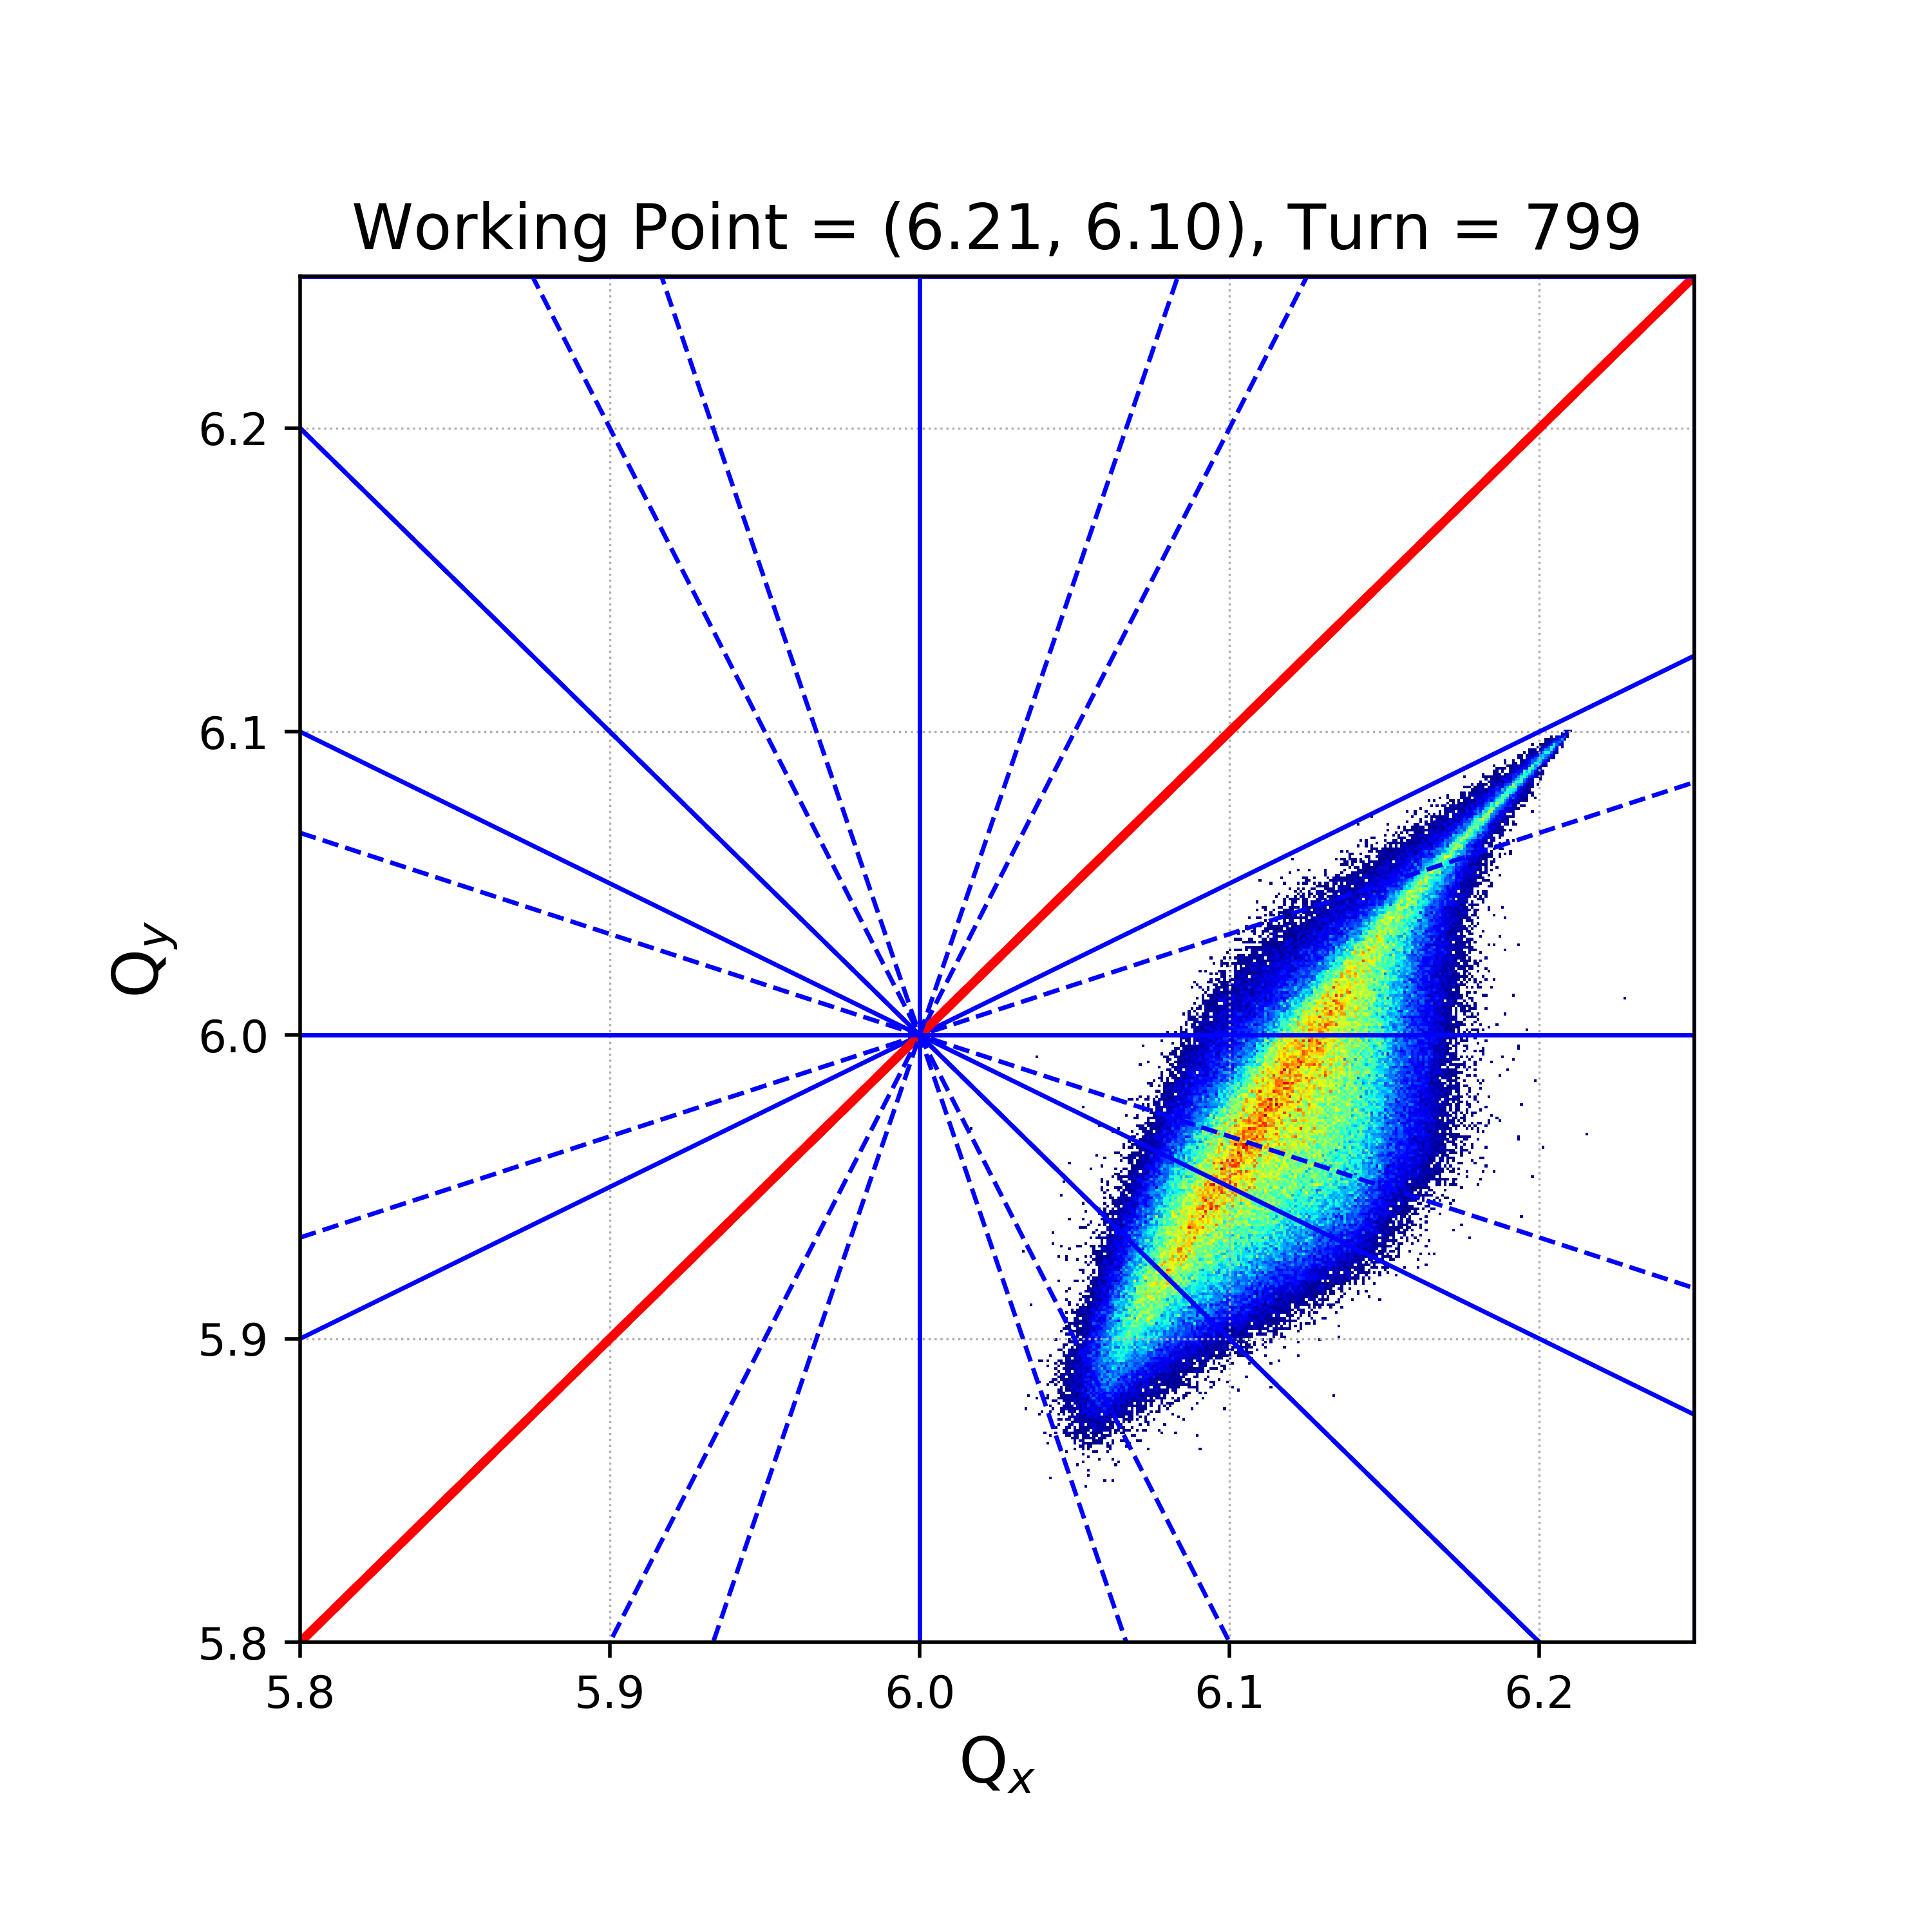 Working Point = (6.21, 6.10), Turn = 799
6.2
6.1
6.0
5.9
5.8
Qy
5.8 5.9 6.0 6.1 6.2
Qx